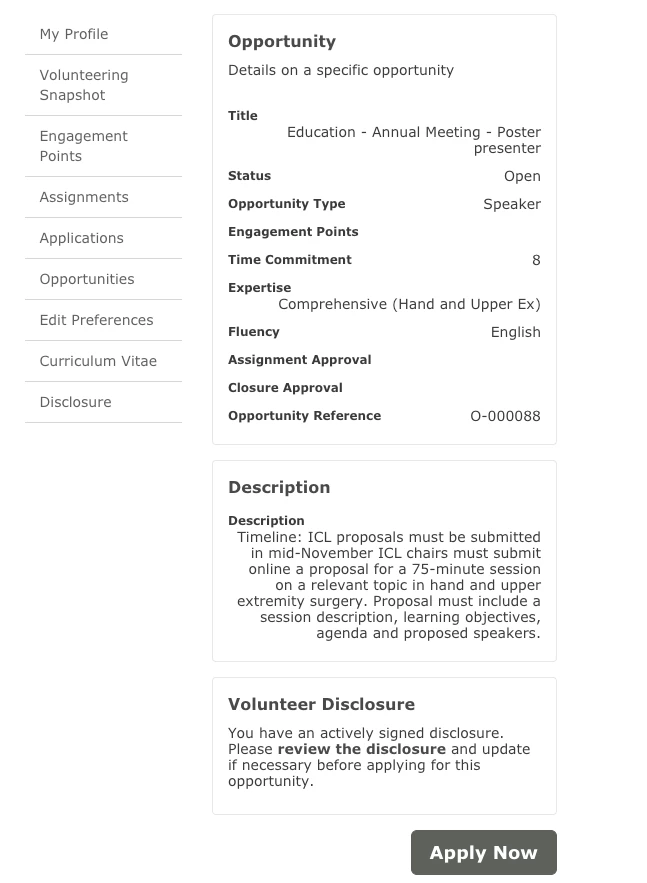 My Profile
Volunteering
Snapshot
Engagement
Points
Assignments
Applications
Opportunities
Edit Preferences
Curriculum Vitae
Disclosure
Opportunity
Details on a specific opportunity
Title
Education - Annual Meeting - Poster
presenter
Status Open
Opportunity Type Speaker
Engagement Points
Time Commitment 8
Expertise
Comprehensive (Hand and Upper Ex)
Fluency English
Assignment Approval
Closure Approval
Opportunity Reference O-000088
Description
Description
Timeline: ICL proposals must be submitted
in mid-November ICL chairs must submit
online a proposal for a 75-minute session
on a relevant topic in hand and upper
extremity surgery. Proposal must include a
session description, learning objectives,
agenda and proposed speakers.
Volunteer Disclosure
You have an actively signed disclosure.
Please review the disclosure and update
if necessary before applying for this
opportunity.
Apply Now